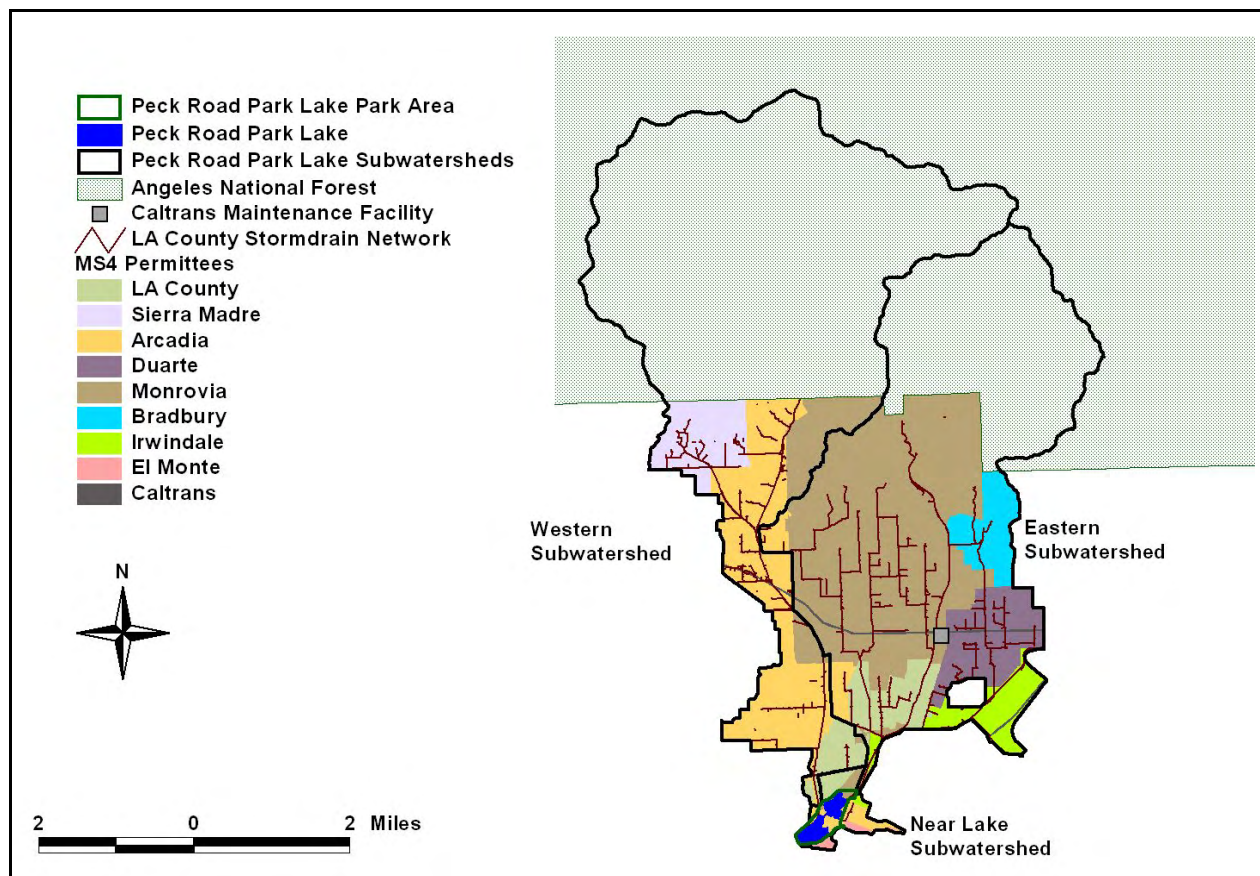 Peck Road Park Lake Park Area
Peck Road Park Lake
Peck Road Park Lake Subwatersheds
Angeles National Forest
Caltrans Maintenance Facility
LA County Stormdrain Network
MS4 Permittees
LA County
Sierra Madre
Arcadia
Duarte
Monrovia
Bradbury
Irwindale
El Monte
Caltrans
Western
Subwatershed
Eastern
Subwatershed
N
2 0 2 Miles
Near Lake
Subwatershed